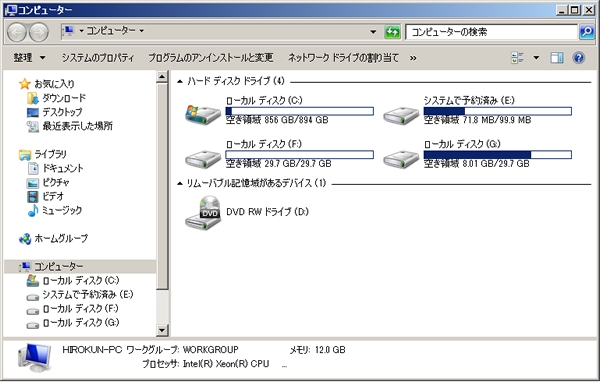 コンピューター
コンピューター
コンピューターの検索
整理 システムのプロパティ プログラムのアンインストールと変更 ネットワーク ドライブの割り当て »
お気に入り
ダウンロード
デスクトップ
最近表示した場所
ライブラリ
ドキュメント
ピクチャ
ビデオ
ミュージック
ホームグループ
コンピューター
ローカル ディスク (C:)
システムで予約済み (E:)
ローカル ディスク (F:)
ローカル ディスク (G:)
ハード ディスク ドライブ (4)
ローカル ディスク (C:)
空き領域 856 GB/894 GB
システムで予約済み (E:)
空き領域 71.8 MB/99.9 MB
ローカル ディスク (F:)
空き領域 29.7 GB/29.7 GB
ローカル ディスク (G:)
空き領域 8.01 GB/29.7 GB
リムーバブル記憶域があるデバイス (1)
DVD
DVD RW ドライブ (D:)
HIROKUN-PC ワークグループ: WORKGROUP メモリ: 12.0 GB
プロセッサ: Intel(R) Xeon(R) CPU ...